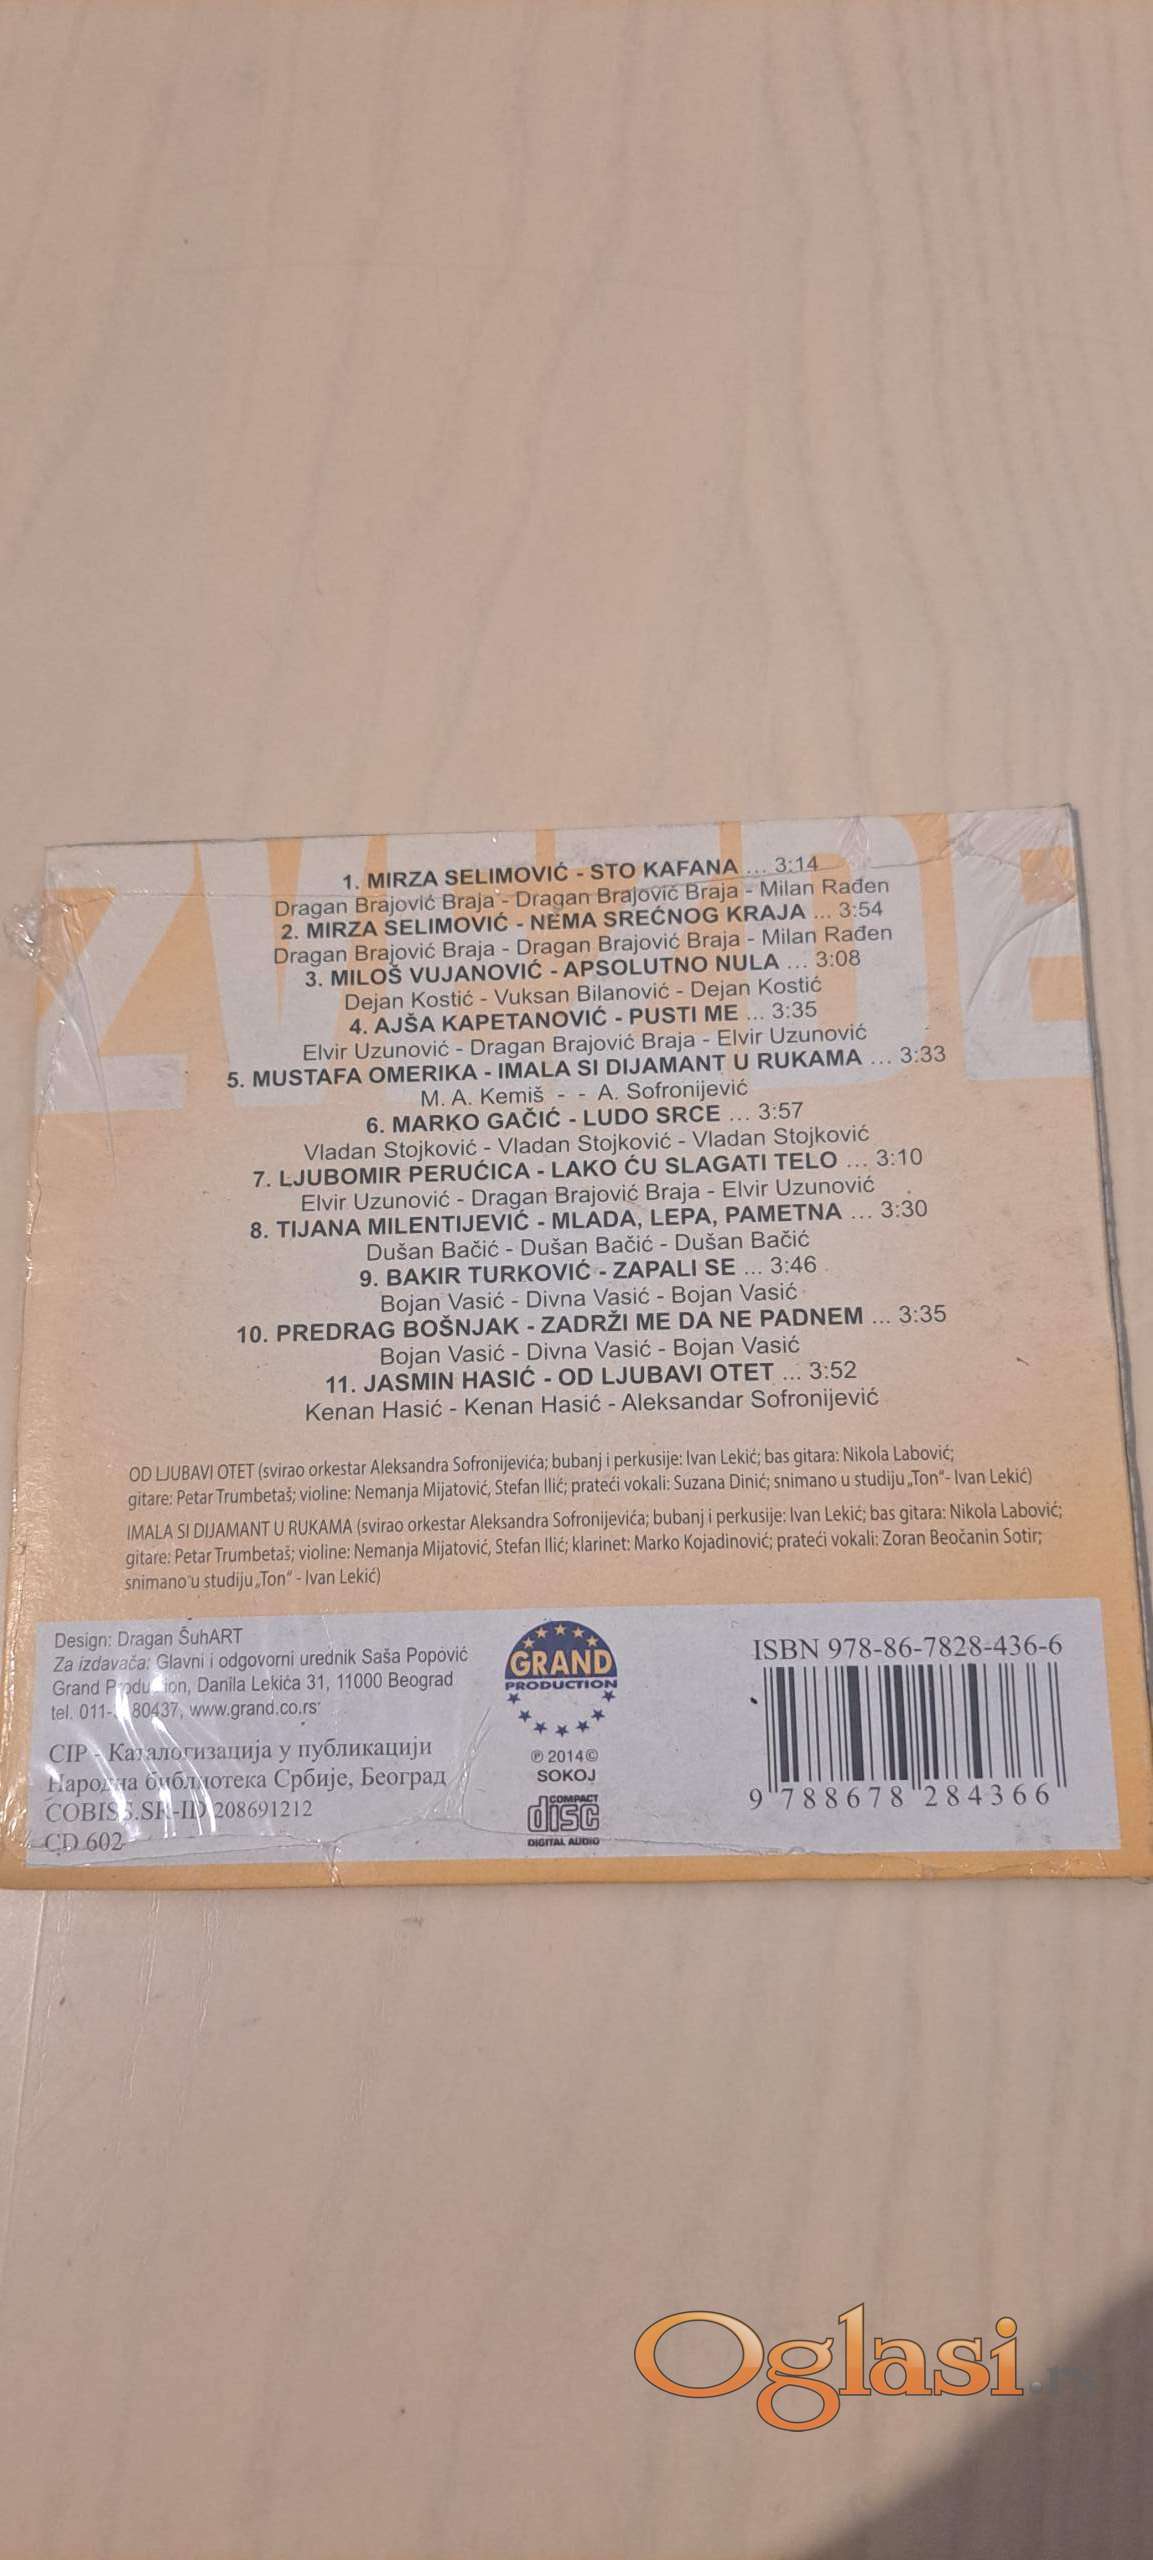 1. MIRZA SELIMOVIĆ - STO KAFANA ... 3:14
Dragan Brajović Braja - Dragan Brajović Braja - Milan Rađen
2. MIRZA SELIMOVIĆ - NEMA SREĆNOG KRAJA ... 3:54
Dragan Brajović Braja - Dragan Brajović Braja - Milan Rađen
3. MILOŠ VUJANOVIĆ - APSOLUTNO NULA ... 3:08
Dejan Kostić - Vuksan Bilanović - Dejan Kostić
4. AJŠA KAPETANOVIĆ - PUSTI ME ... 3:35
Elvir Uzunović - Dragan Brajović Braja - Elvir Uzunović
5. MUSTAFA OMERIKA - IMALA SI DIJAMANT U RUKAMA ... 3:33
M. A. Kemiš - - A. Sofronijević
6. MARKO GAČIĆ - LUDO SRCE ... 3:57
Vladan Stojković - Vladan Stojković - Vladan Stojković
7. LJUBOMIR PERUĆICA - LAKO ĆU SLAGATI TELO ... 3:10
Elvir Uzunović - Dragan Brajović Braja - Elvir Uzunović
8. TIJANA MILENTIJEVIĆ - MLADA, LEPA, PAMETNA ... 3:30
Dušan Bačić - Dušan Bačić - Dušan Bačić
9. BAKIR TURKOVIĆ - ZAPALI SE ... 3:46
Bojan Vasić - Divna Vasić - Bojan Vasić
10. PREDRAG BOŠNJAK - ZADRŽI ME DA NE PADNEM ... 3:35
Bojan Vasić - Divna Vasić - Bojan Vasić
11. JASMIN HASIĆ - OD LJUBAVI OTET ... 3:52
Kenan Hasić - Kenan Hasić - Aleksandar Sofronijević
OD LJUBAVI OTET (svirao orkestar Aleksandra Sofronijevića; bubanj i perkusije: Ivan Lekić; bas gitara: Nikola Labović;
gitare: Petar Trumbetaš; violine: Nemanja Mijatović, Stefan Ilić; prateći vokali: Suzana Dinić; snimano u studiju „Ton“- Ivan Lekić)
IMALA SI DIJAMANT U RUKAMA (svirao orkestar Aleksandra Sofronijevića; bubanj i perkusije: Ivan Lekić; bas gitara: Nikola Labović;
gitare: Petar Trumbetaš; violine: Nemanja Mijatović, Stefan Ilić; klarinet: Marko Kojadinović; prateći vokali: Zoran Beočanin Sotir;
snimano u studiju „Ton“ - Ivan Lekić)
Design: Dragan ŠuhART
Za izdavača: Glavni i odgovorni urednik Saša Popović
Grand Production, Danila Lekića 31, 11000 Beograd
tel. www.grand.co.rs
CIP - Каталогизација у публикацији
Народна библиотека Србије, Београд
COBISS.SR-ID 208691212
CD 602
GRAND
PRODUCTION
℗ 2014 ©
SOKOJ
COMPACT
disc
DIGITAL AUDIO
ISBN 978-86-7828-436-6
9 788678 284366
Oglasi.rs